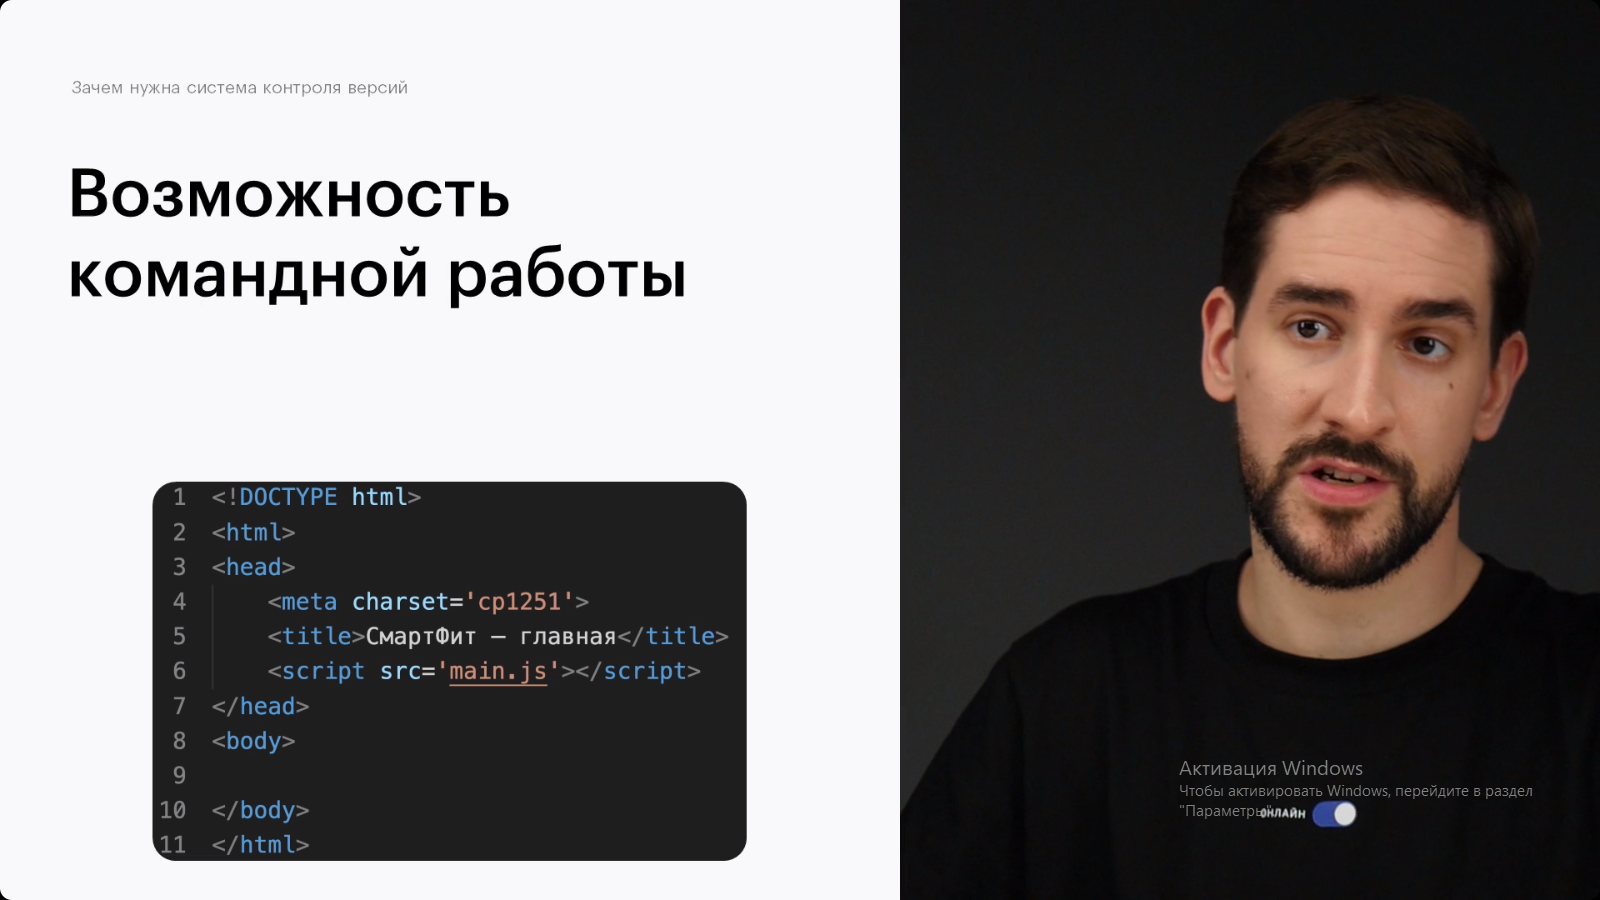 Зачем нужна система контроля версий
Возможность
командной работы
1 <!DOCTYPE html>
2 <html>
3 <head>
4 <meta charset='cp1251'>
5 <title>СмартФит — главная</title>
6 <script src='main.js'></script>
7 </head>
8 <body>
9
10 </body>
11 </html>
Активация Windows
Чтобы активировать Windows, перейдите в раздел
"Параметры".
ОНЛАЙН